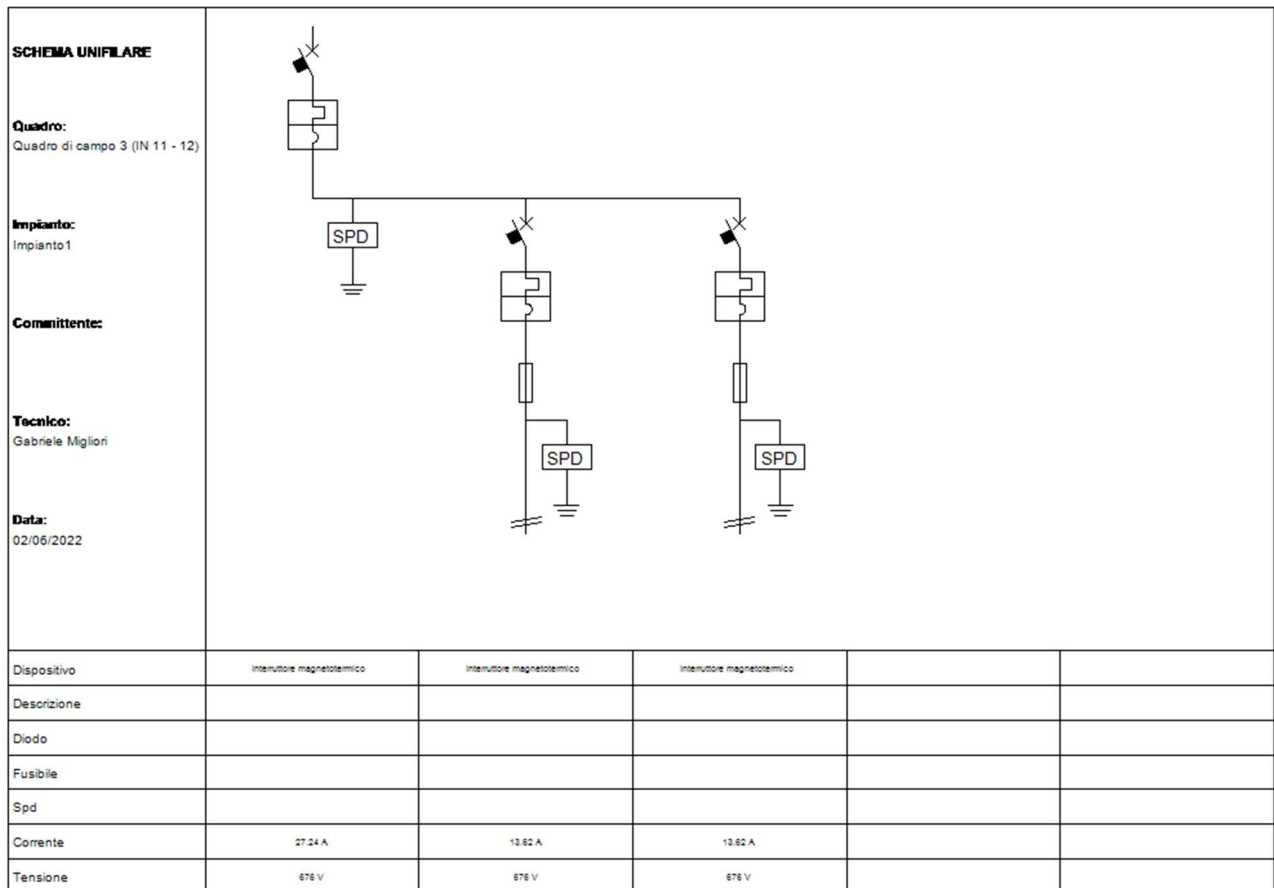 SCHEMA UNIFILARE
Quadro:
Quadro di campo 3 (IN 11 - 12)
Impianto:
Impianto1
Committente:
Tecnico:
Gabriele Migliori
Data:
02/06/2022
SPD
SPD
SPD
Dispositivo Interruttore magnetotermico Interruttore magnetotermico Interruttore magnetotermico
Descrizione
Diodo
Fusibile
Spd
Corrente 27.24 A 13.62 A 13.62 A
Tensione 676 V 676 V 676 V